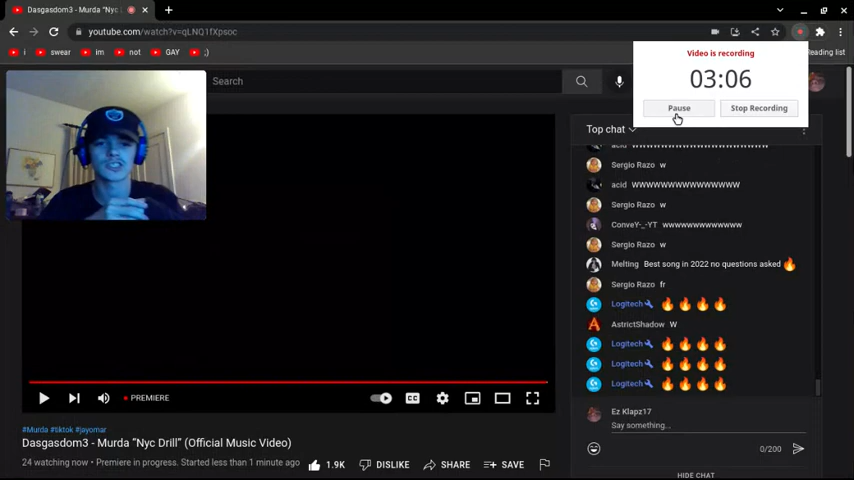 Dasgasdom3 - Murda "Nyc
youtube.com/watch?v=qLNQ1fXpsoc
i
swear
im
not
GAY
;)
Reading list
Video is recording
03:06
Pause
Stop Recording
Search
Top chat
acid WWWWWWWWWWWWWWWWWWW
Sergio Razo w
acid WWWWWWWWWWWWWWW
Sergio Razo w
ConveY-_-YT wwwwwwwwwwwww
Sergio Razo w
Melting Best song in 2022 no questions asked 🔥
Sergio Razo fr
Logitech 🔥 🔥 🔥 🔥
AstrictShadow W
Logitech 🔥 🔥 🔥 🔥
Logitech 🔥 🔥 🔥 🔥
Logitech 🔥 🔥 🔥 🔥
PREMIERE
Ez Klapz17
Say something...
0/200
HIDE CHAT
#Murda #tiktok #jayomar
Dasgasdom3 - Murda “Nyc Drill” (Official Music Video)
24 watching now • Premiere in progress. Started less than 1 minute ago
1.9K
DISLIKE
SHARE
SAVE